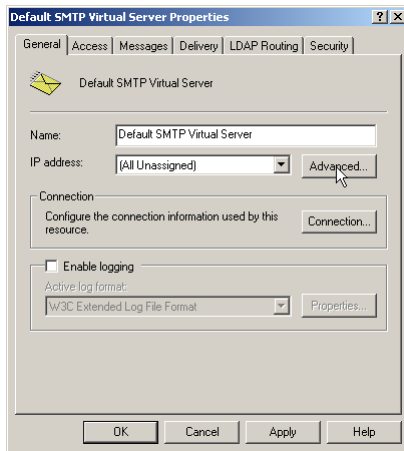 Default SMTP Virtual Server Properties
General Access Messages Delivery LDAP Routing Security
Default SMTP Virtual Server
Name: Default SMTP Virtual Server
IP address: (All Unassigned) Advanced...
Connection
Configure the connection information used by this
resource. Connection...
Enable logging
Active log format:
W3C Extended Log File Format Properties...
OK Cancel Apply Help